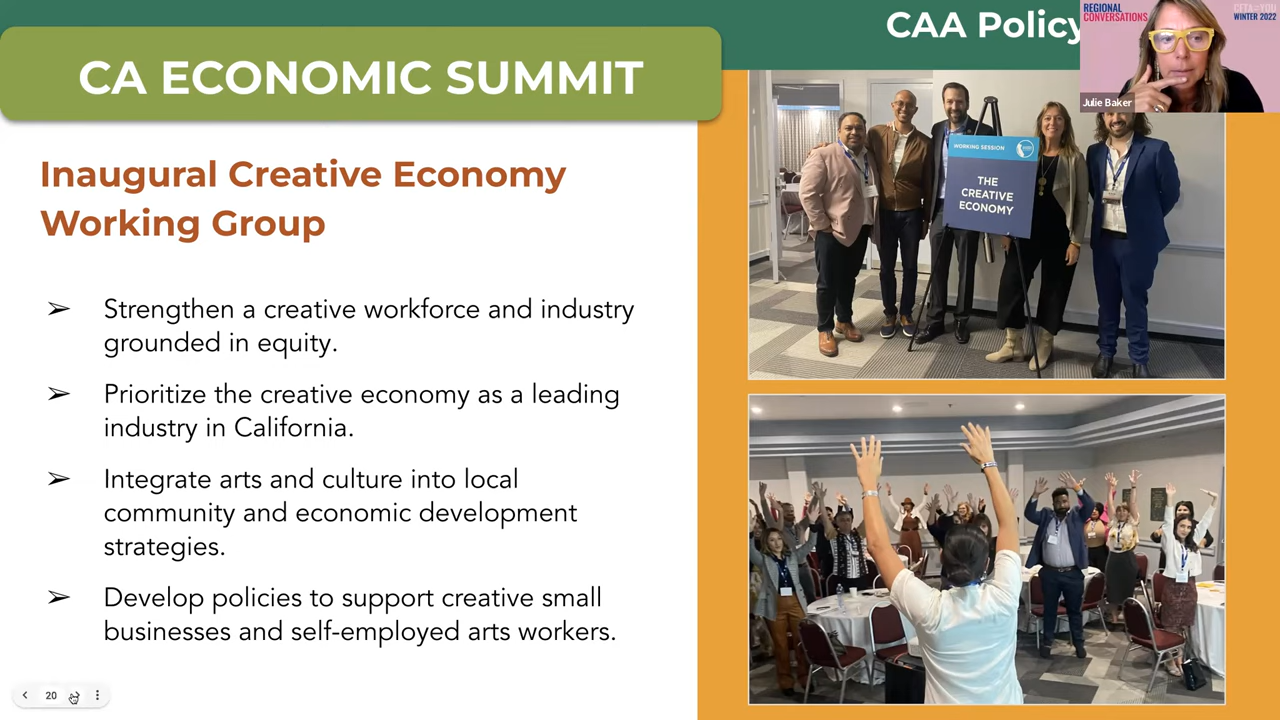 CAA Policy
REGIONAL
CONVERSATIONS
WINTER 2022
Julie Baker
CA ECONOMIC SUMMIT
Inaugural Creative Economy
Working Group
➢ Strengthen a creative workforce and industry
grounded in equity.
➢ Prioritize the creative economy as a leading
industry in California.
➢ Integrate arts and culture into local
community and economic development
strategies.
➢ Develop policies to support creative small
businesses and self-employed arts workers.
WORKING SESSION
THE
CREATIVE
ECONOMY
20